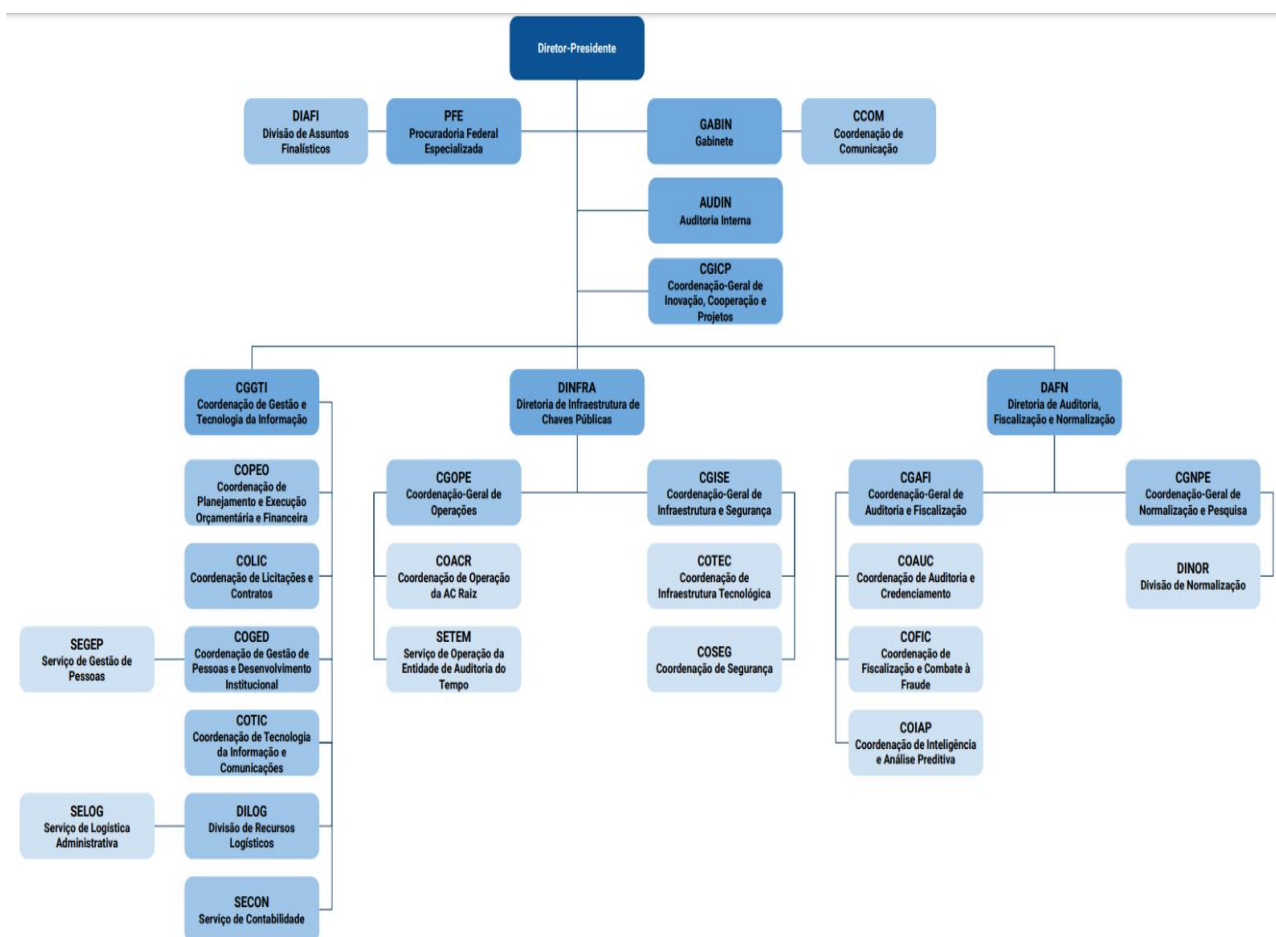 Diretor-Presidente
DIAFI
Divisão de Assuntos
Finalísticos
PFE
Procuradoria Federal
Especializada
GABIN
Gabinete
CCOM
Coordenação de
Comunicação
AUDIN
Auditoria Interna
CGICP
Coordenação-Geral de
Inovação, Cooperação e
Projetos
CGGTI
Coordenação de Gestão e
Tecnologia da Informação
DINFRA
Diretoria de Infraestrutura de
Chaves Públicas
DAFN
Diretoria de Auditoria,
Fiscalização e Normalização
COPEO
Coordenação de
Planejamento e Execução
Orçamentária e Financeira
CGOPE
Coordenação-Geral de
Operações
CGISE
Coordenação-Geral de
Infraestrutura e Segurança
CGAFI
Coordenação-Geral de
Auditoria e Fiscalização
CGNPE
Coordenação-Geral de
Normalização e Pesquisa
COLIC
Coordenação de Licitações e
Contratos
COACR
Coordenação de Operação
da AC Raiz
COTEC
Coordenação de
Infraestrutura Tecnológica
COAUC
Coordenação de Auditoria e
Credenciamento
DINOR
Divisão de Normalização
SEGEP
Serviço de Gestão de
Pessoas
COGED
Coordenação de Gestão de
Pessoas e Desenvolvimento
Institucional
SETEM
Serviço de Operação da
Entidade de Auditoria do
Tempo
COSEG
Coordenação de Segurança
COFIC
Coordenação de
Fiscalização e Combate à
Fraude
COTIC
Coordenação de Tecnologia
da Informação e
Comunicações
COIAP
Coordenação de Inteligência
e Análise Preditiva
SELOG
Serviço de Logística
Administrativa
DILOG
Divisão de Recursos
Logísticos
SECON
Serviço de Contabilidade